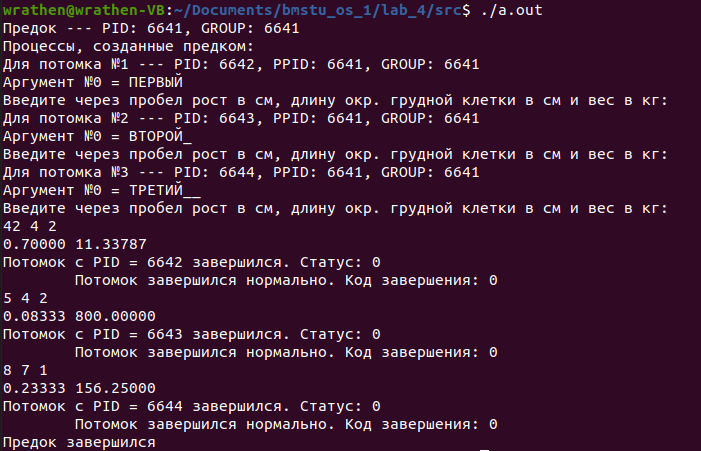 wrathen@wrathen-VB:~/Documents/bmstu_os_1/lab_4/src$ ./a.out
Предок --- PID: 6641, GROUP: 6641
Процессы, созданные предком:
Для потомка №1 --- PID: 6642, PPID: 6641, GROUP: 6641
Аргумент №0 = ПЕРВЫЙ
Введите через пробел рост в см, длину окр. грудной клетки в см и вес в кг:
Для потомка №2 --- PID: 6643, PPID: 6641, GROUP: 6641
Аргумент №0 = ВТОРОЙ_
Введите через пробел рост в см, длину окр. грудной клетки в см и вес в кг:
Для потомка №3 --- PID: 6644, PPID: 6641, GROUP: 6641
Аргумент №0 = ТРЕТИЙ__
Введите через пробел рост в см, длину окр. грудной клетки в см и вес в кг:
42 4 2
0.70000 11.33787
Потомок с PID = 6642 завершился. Статус: 0
        Потомок завершился нормально. Код завершения: 0
5 4 2
0.08333 800.00000
Потомок с PID = 6643 завершился. Статус: 0
        Потомок завершился нормально. Код завершения: 0
8 7 1
0.23333 156.25000
Потомок с PID = 6644 завершился. Статус: 0
        Потомок завершился нормально. Код завершения: 0
Предок завершился